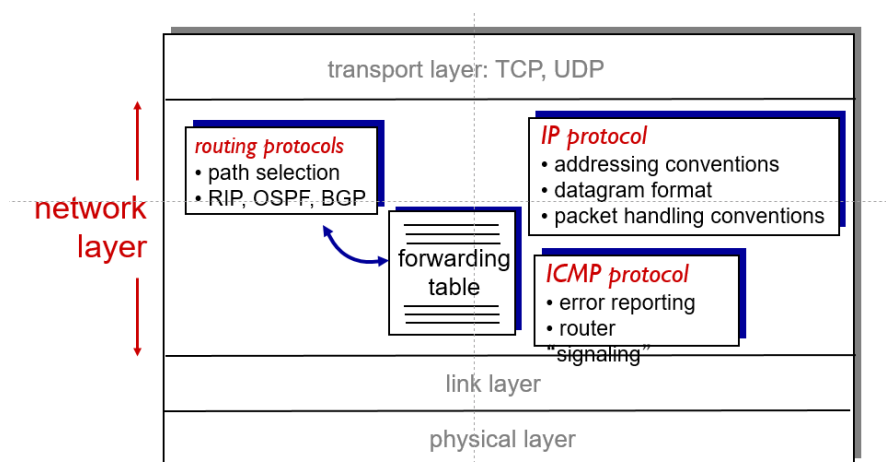 transport layer: TCP, UDP
network
layer
routing protocols
• path selection
• RIP, OSPF, BGP
forwarding
table
IP protocol
• addressing conventions
• datagram format
• packet handling conventions
ICMP protocol
• error reporting
• router
“signaling”
link layer
physical layer